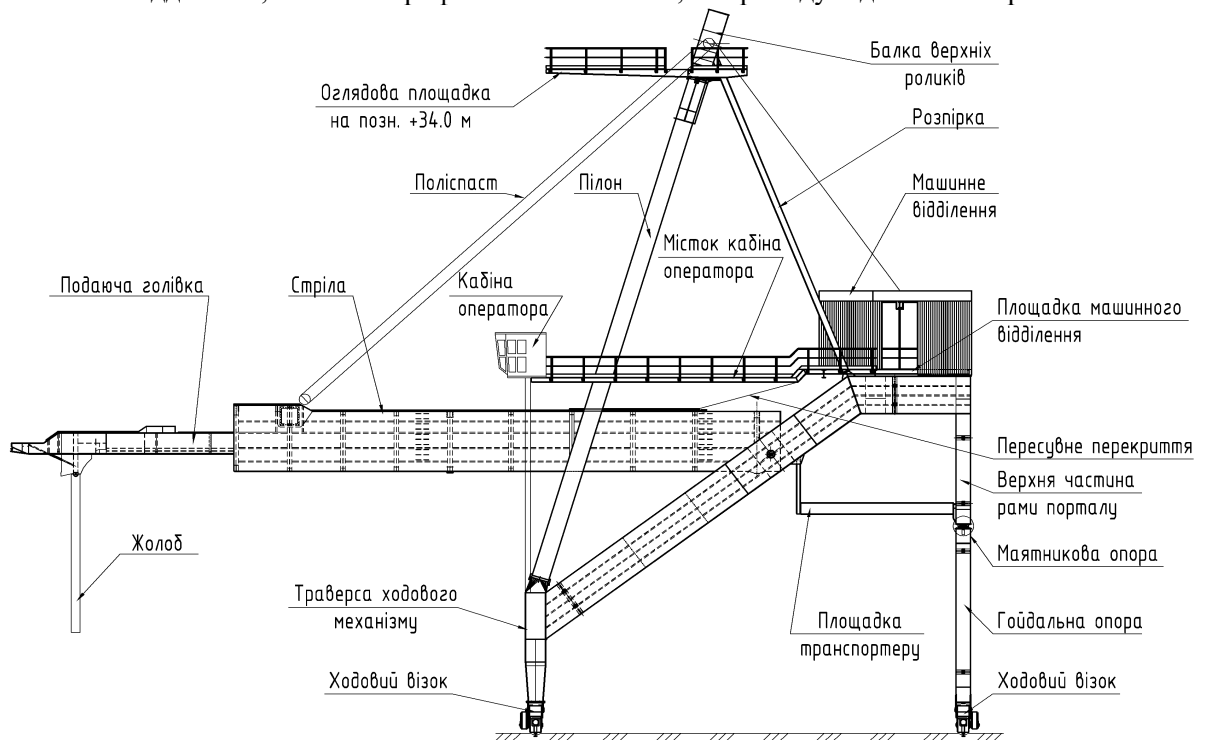 Балка верхніх
роликів
Оглядова площадка
на позн. +34.0 м
Розпірка
Поліспаст
Пілон
Машинне
відділення
Місток кабіна
оператора
Подаюча голівка
Стріла
Кабіна
оператора
Площадка машинного
відділення
Пересувне перекриття
Верхня частина
рами порталу
Жолоб
Маятникова опора
Траверса ходового
механізму
Площадка
транспортеру
Гойдальна опора
Ходовий візок
Ходовий візок